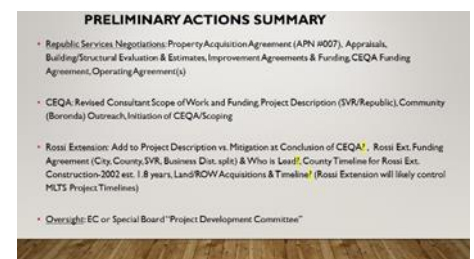 PRELIMINARY ACTIONS SUMMARY
• Republic Services Negotiations: Property Acquisition Agreement (APN #007), Appraisals,
Building/Structural Evaluation & Estimates, Improvement Agreements & Funding, CEQA Funding
Agreement, Operating Agreement(s)
• CEQA: Revised Consultant Scope of Work and Funding, Project Description (SVR/Republic), Community
(Boronda) Outreach, Initiation of CEQA/Scoping
• Rossi Extension: Add to Project Description vs. Mitigation at Conclusion of CEQA?, Rossi Ext. Funding
Agreement (City, County, SVR, Business Dist. split) & Who is Lead?, County Timeline for Rossi Ext.
Construction-2002 est. 1.8 years, Land/ROW Acquisitions & Timeline? (Rossi Extension will likely control
MLTS Project Timelines)
• Oversight: EC or Special Board "Project Development Committee"